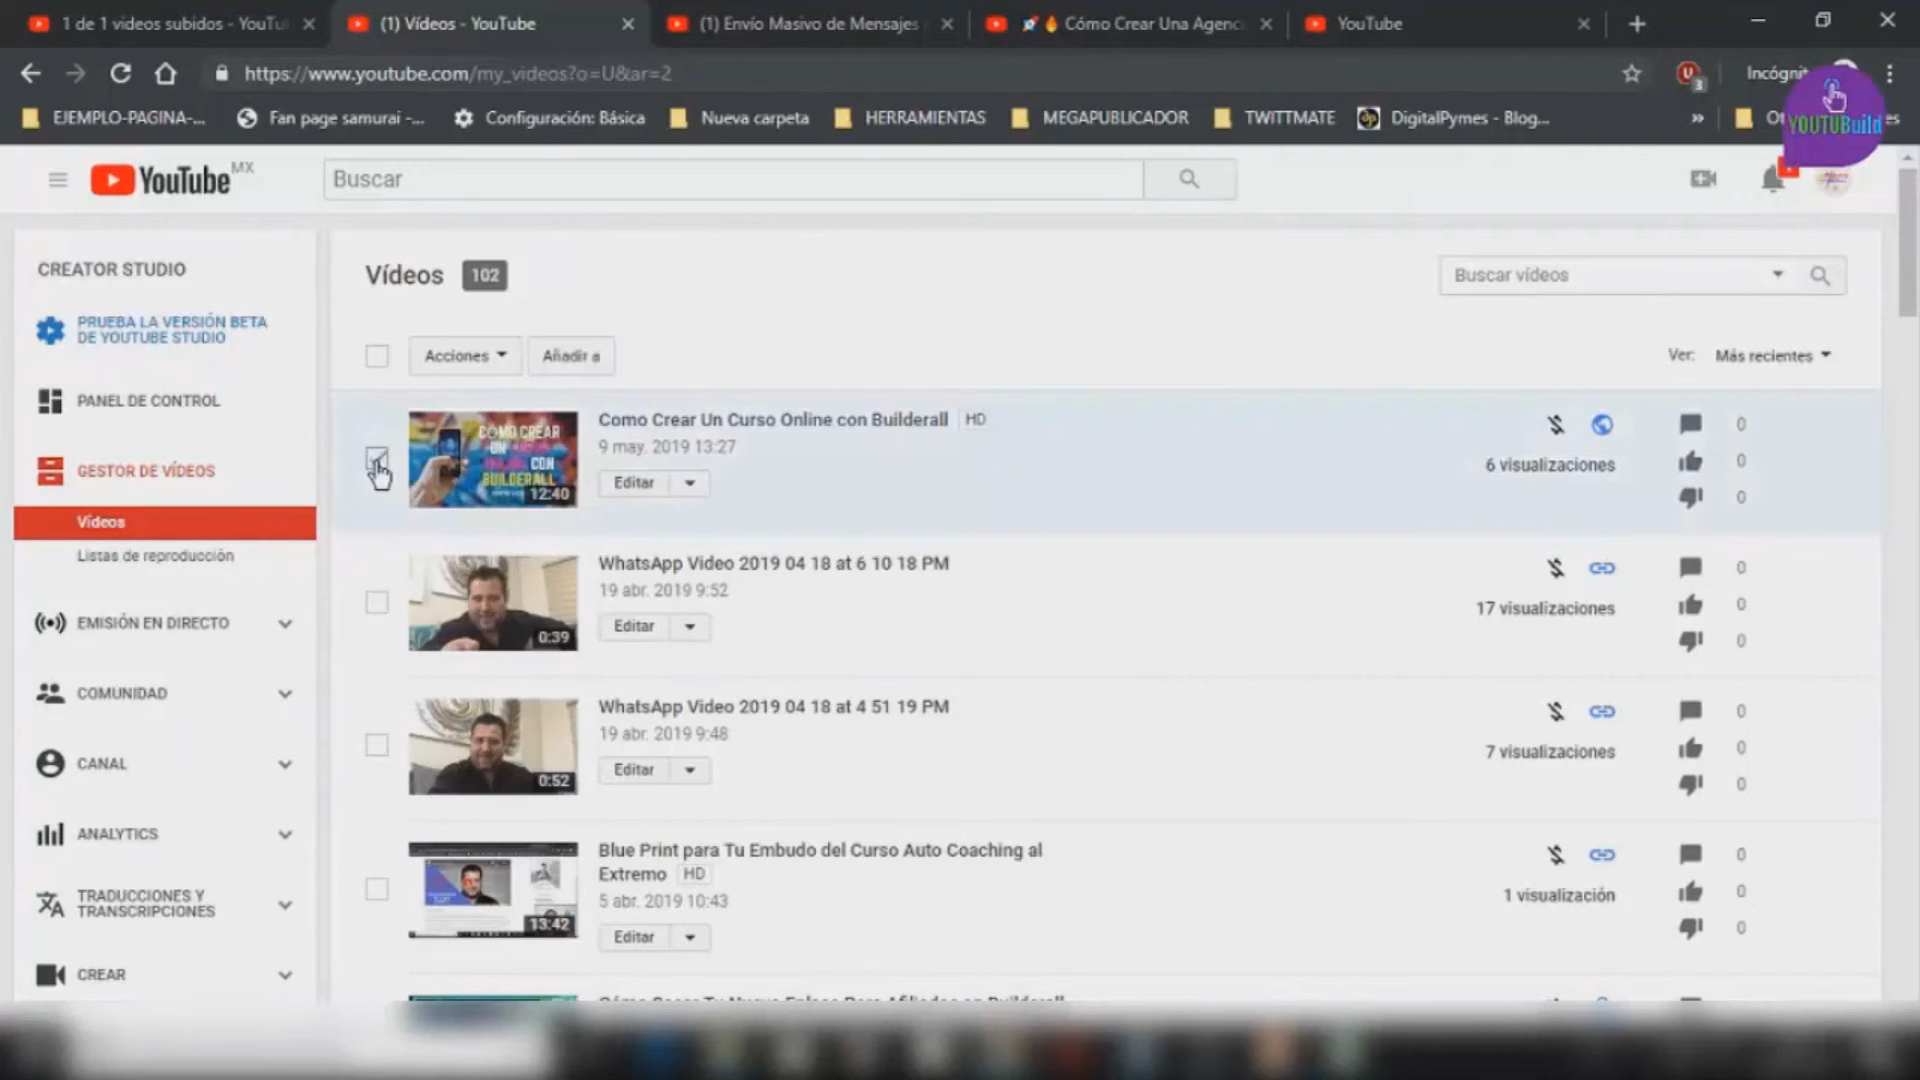 1 de 1 videos subidos - YouTu
(1) Vídeos - YouTube
(1) Envío Masivo de Mensajes
Cómo Crear Una Agenc
YouTube
https://www.youtube.com/my_videos?o=U&ar=2
Incógnit
EJEMPLO-PAGINA-...
Fan page samurai -...
Configuración: Básica
Nueva carpeta
HERRAMIENTAS
MEGAPUBLICADOR
TWITTMATE
DigitalPymes - Blog...
YOUTUBuild
YouTube MX
Buscar
CREATOR STUDIO
PRUEBA LA VERSIÓN BETA
DE YOUTUBE STUDIO
PANEL DE CONTROL
GESTOR DE VÍDEOS
Vídeos
Listas de reproducción
EMISIÓN EN DIRECTO
COMUNIDAD
CANAL
ANALYTICS
TRADUCCIONES Y
TRANSCRIPCIONES
CREAR
Vídeos 102
Buscar vídeos
Acciones
Añadir a
Ver: Más recientes
COMO CREAR
UN
CON
BUILDERALL
12:40
Como Crear Un Curso Online con Builderall HD
9 may. 2019 13:27
Editar
6 visualizaciones
0
0
0
0:39
WhatsApp Video 2019 04 18 at 6 10 18 PM
19 abr. 2019 9:52
Editar
17 visualizaciones
0
0
0
0:52
WhatsApp Video 2019 04 18 at 4 51 19 PM
19 abr. 2019 9:48
Editar
7 visualizaciones
0
0
0
13:42
Blue Print para Tu Embudo del Curso Auto Coaching al
Extremo HD
5 abr. 2019 10:43
Editar
1 visualización
0
0
0